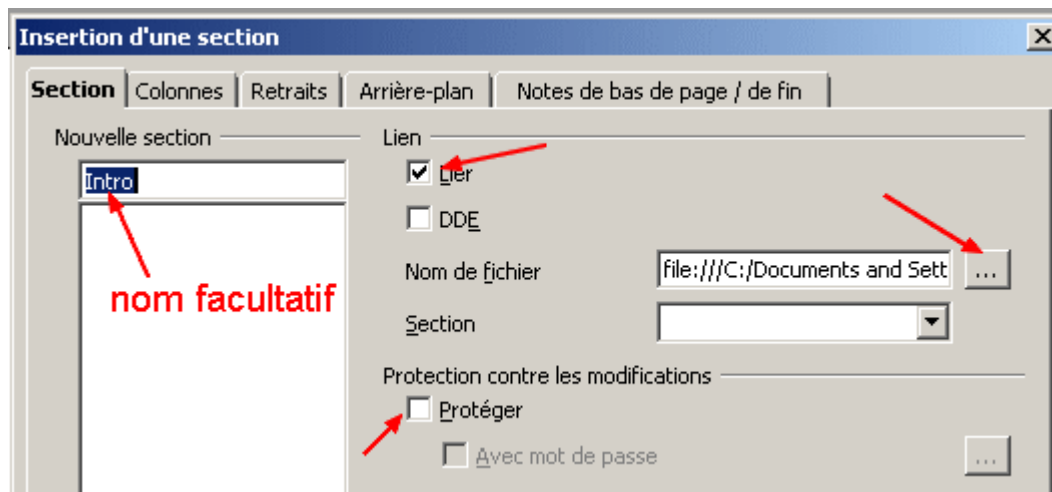 Insertion d'une section
Section Colonnes Retraits Arrière-plan Notes de bas de page / de fin
Nouvelle section
Intro
nom facultatif
Lien
Lier
DDE
Nom de fichier file:///C:/Documents and Sett ...
Section
Protection contre les modifications
Protéger
Avec mot de passe ...